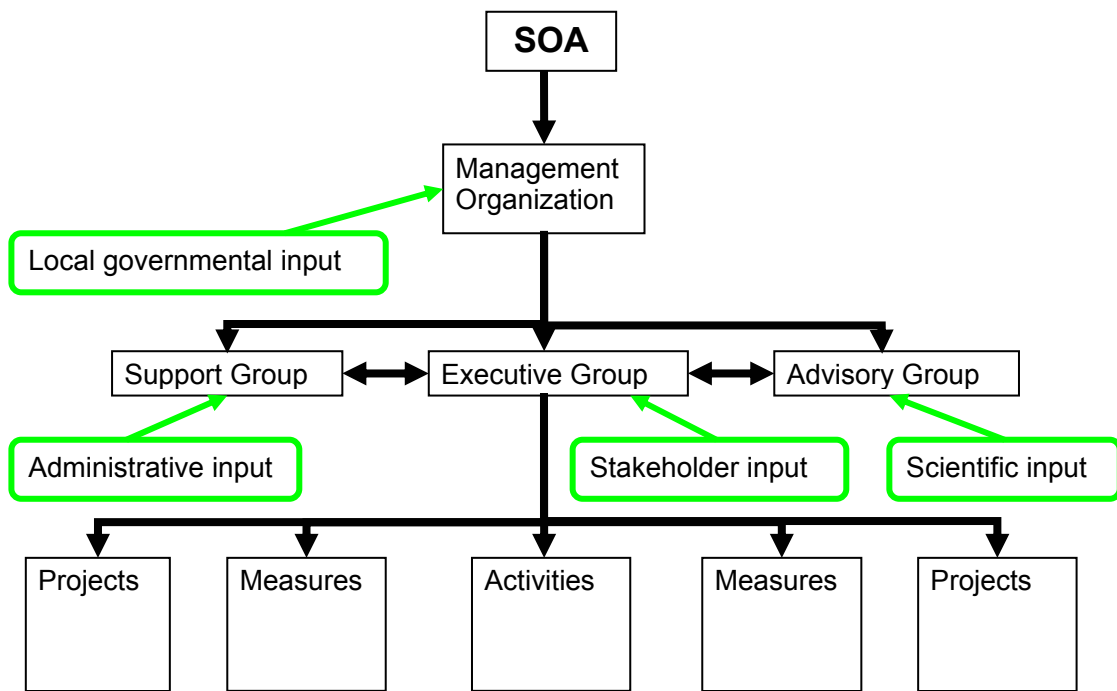 SOA
Management
Organization
Local governmental input
Support Group
Executive Group
Advisory Group
Administrative input
Stakeholder input
Scientific input
Projects
Measures
Activities
Measures
Projects